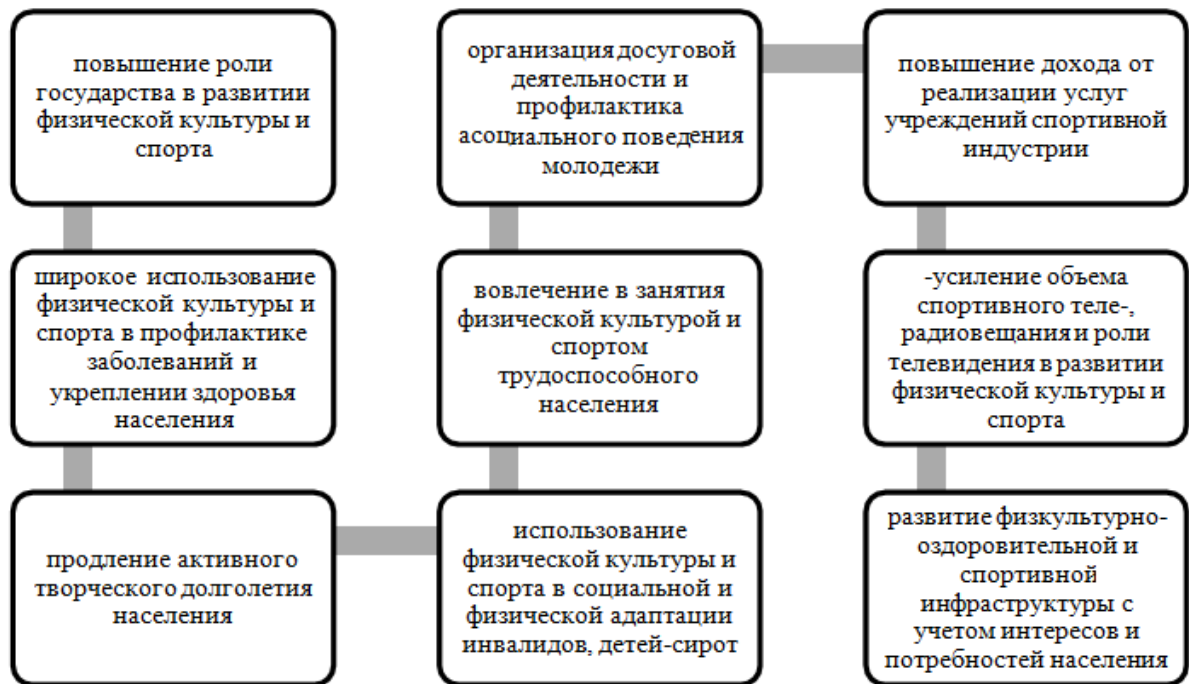 повышение роли
государства в развитии
физической культуры и
спорта
широкое использование
физической культуры и
спорта в профилактике
заболеваний и
укреплении здоровья
населения
продление активного
творческого долголетия
населения
использование
физической культуры и
спорта в социальной и
физической адаптации
инвалидов, детей-сирот
вовлечение в занятия
физической культурой и
спортом
трудоспособного
населения
организация досуговой
деятельности и
профилактика
асоциального поведения
молодежи
повышение дохода от
реализации услуг
учреждений спортивной
индустрии
-усиление объема
спортивного теле-,
радиовещания и роли
телевидения в развитии
физической культуры и
спорта
развитие физкультурно-
оздоровительной и
спортивной
инфраструктуры с
учетом интересов и
потребностей населения